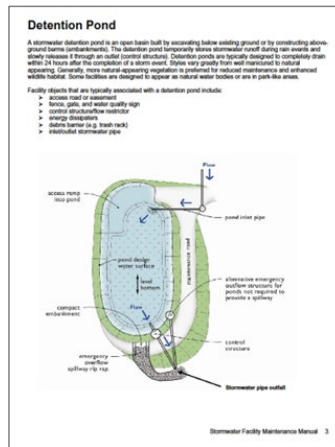 Detention Pond
A stormwater detention pond is an open basin built by excavating below existing ground or by constructing above-
ground berms (embankments). The detention pond temporarily stores stormwater runoff during rain events and
slowly releases it through an outlet (control structure). Detention ponds are typically designed to completely drain
within 24 hours after the completion of a storm event. Styles vary greatly from well manicured to natural
appearing. Generally, more natural-appearing vegetation is preferred for reduced maintenance and enhanced
wildlife habitat. Some facilities are designed to appear as natural water bodies or are in park-like areas.
Facility objects that are typically associated with a detention pond include:
➤ access road or easement
➤ fence, gate, and water quality sign
➤ control structure/flow restrictor
➤ energy dissipaters
➤ debris barrier (e.g. trash rack)
➤ inlet/outlet stormwater pipe
Flow
access ramp
into pond
pond inlet pipe
maintenance road
pond design
water surface
level
bottom
alternative emergency
outflow structure for
ponds not required to
provide a spillway
compact
embankment
Flow
control
structure
emergency
overflow
spillway rip rap
Stormwater pipe outfall
Stormwater Facility Maintenance Manual 3